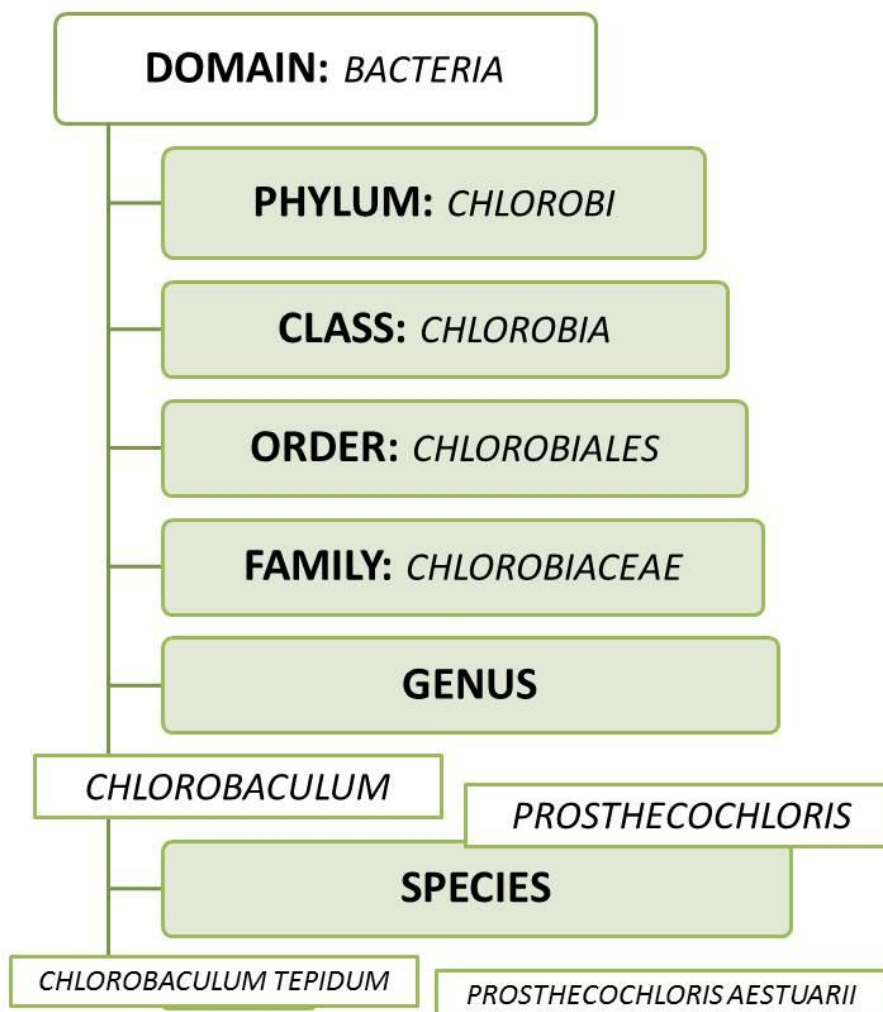 DOMAIN: BACTERIA
PHYLUM: CHLOROBI
CLASS: CHLOROBIA
ORDER: CHLOROBIALES
FAMILY: CHLOROBIACEAE
GENUS
CHLOROBACULUM
PROSTHECOCHLORIS
SPECIES
CHLOROBACULUM TEPIDUM
PROSTHECOCHLORIS AESTUARII